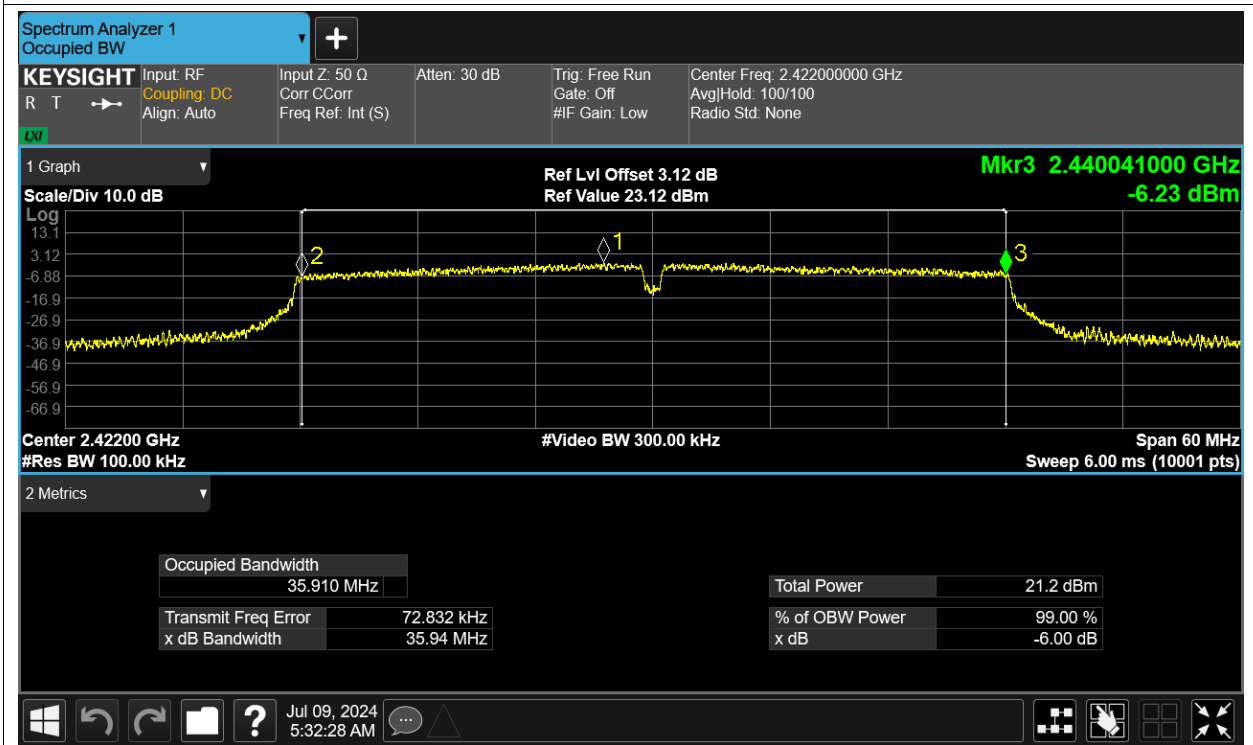 Spectrum Analyzer 1
Occupied BW
KEYSIGHT
R T
LXI
Input: RF
Coupling: DC
Align: Auto
Input Z: 50 Ω
Corr CCorr
Freq Ref: Int (S)
Atten: 30 dB
Trig: Free Run
Gate: Off
#IF Gain: Low
Center Freq: 2.422000000 GHz
Avg|Hold: 100/100
Radio Std: None
1 Graph
Scale/Div 10.0 dB
Ref Lvl Offset 3.12 dB
Ref Value 23.12 dBm
Mkr3 2.440041000 GHz
-6.23 dBm
Log
13.1
3.12
-6.88
-16.9
-26.9
-36.9
-46.9
-56.9
-66.9
2
1
3
Center 2.42200 GHz
#Res BW 100.00 kHz
#Video BW 300.00 kHz
Span 60 MHz
Sweep 6.00 ms (10001 pts)
2 Metrics
Occupied Bandwidth
35.910 MHz
Transmit Freq Error 72.832 kHz
x dB Bandwidth 35.94 MHz
Total Power 21.2 dBm
% of OBW Power 99.00 %
x dB -6.00 dB
?
Jul 09, 2024
5:32:28 AM